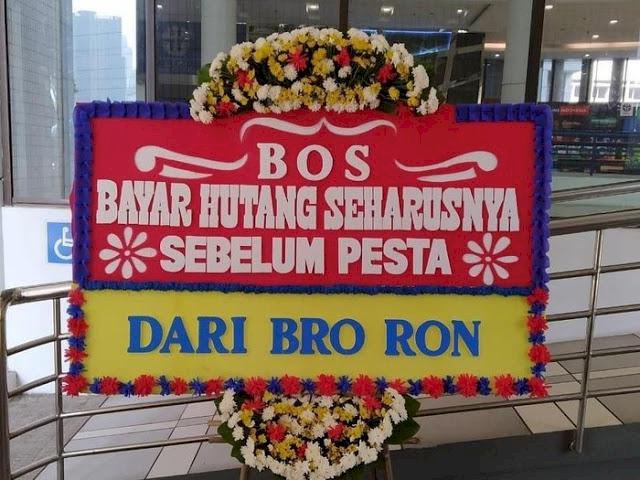 BOS
BAYAR HUTANG SEHARUSNYA
SEBELUM PESTA
DARI BRO RON